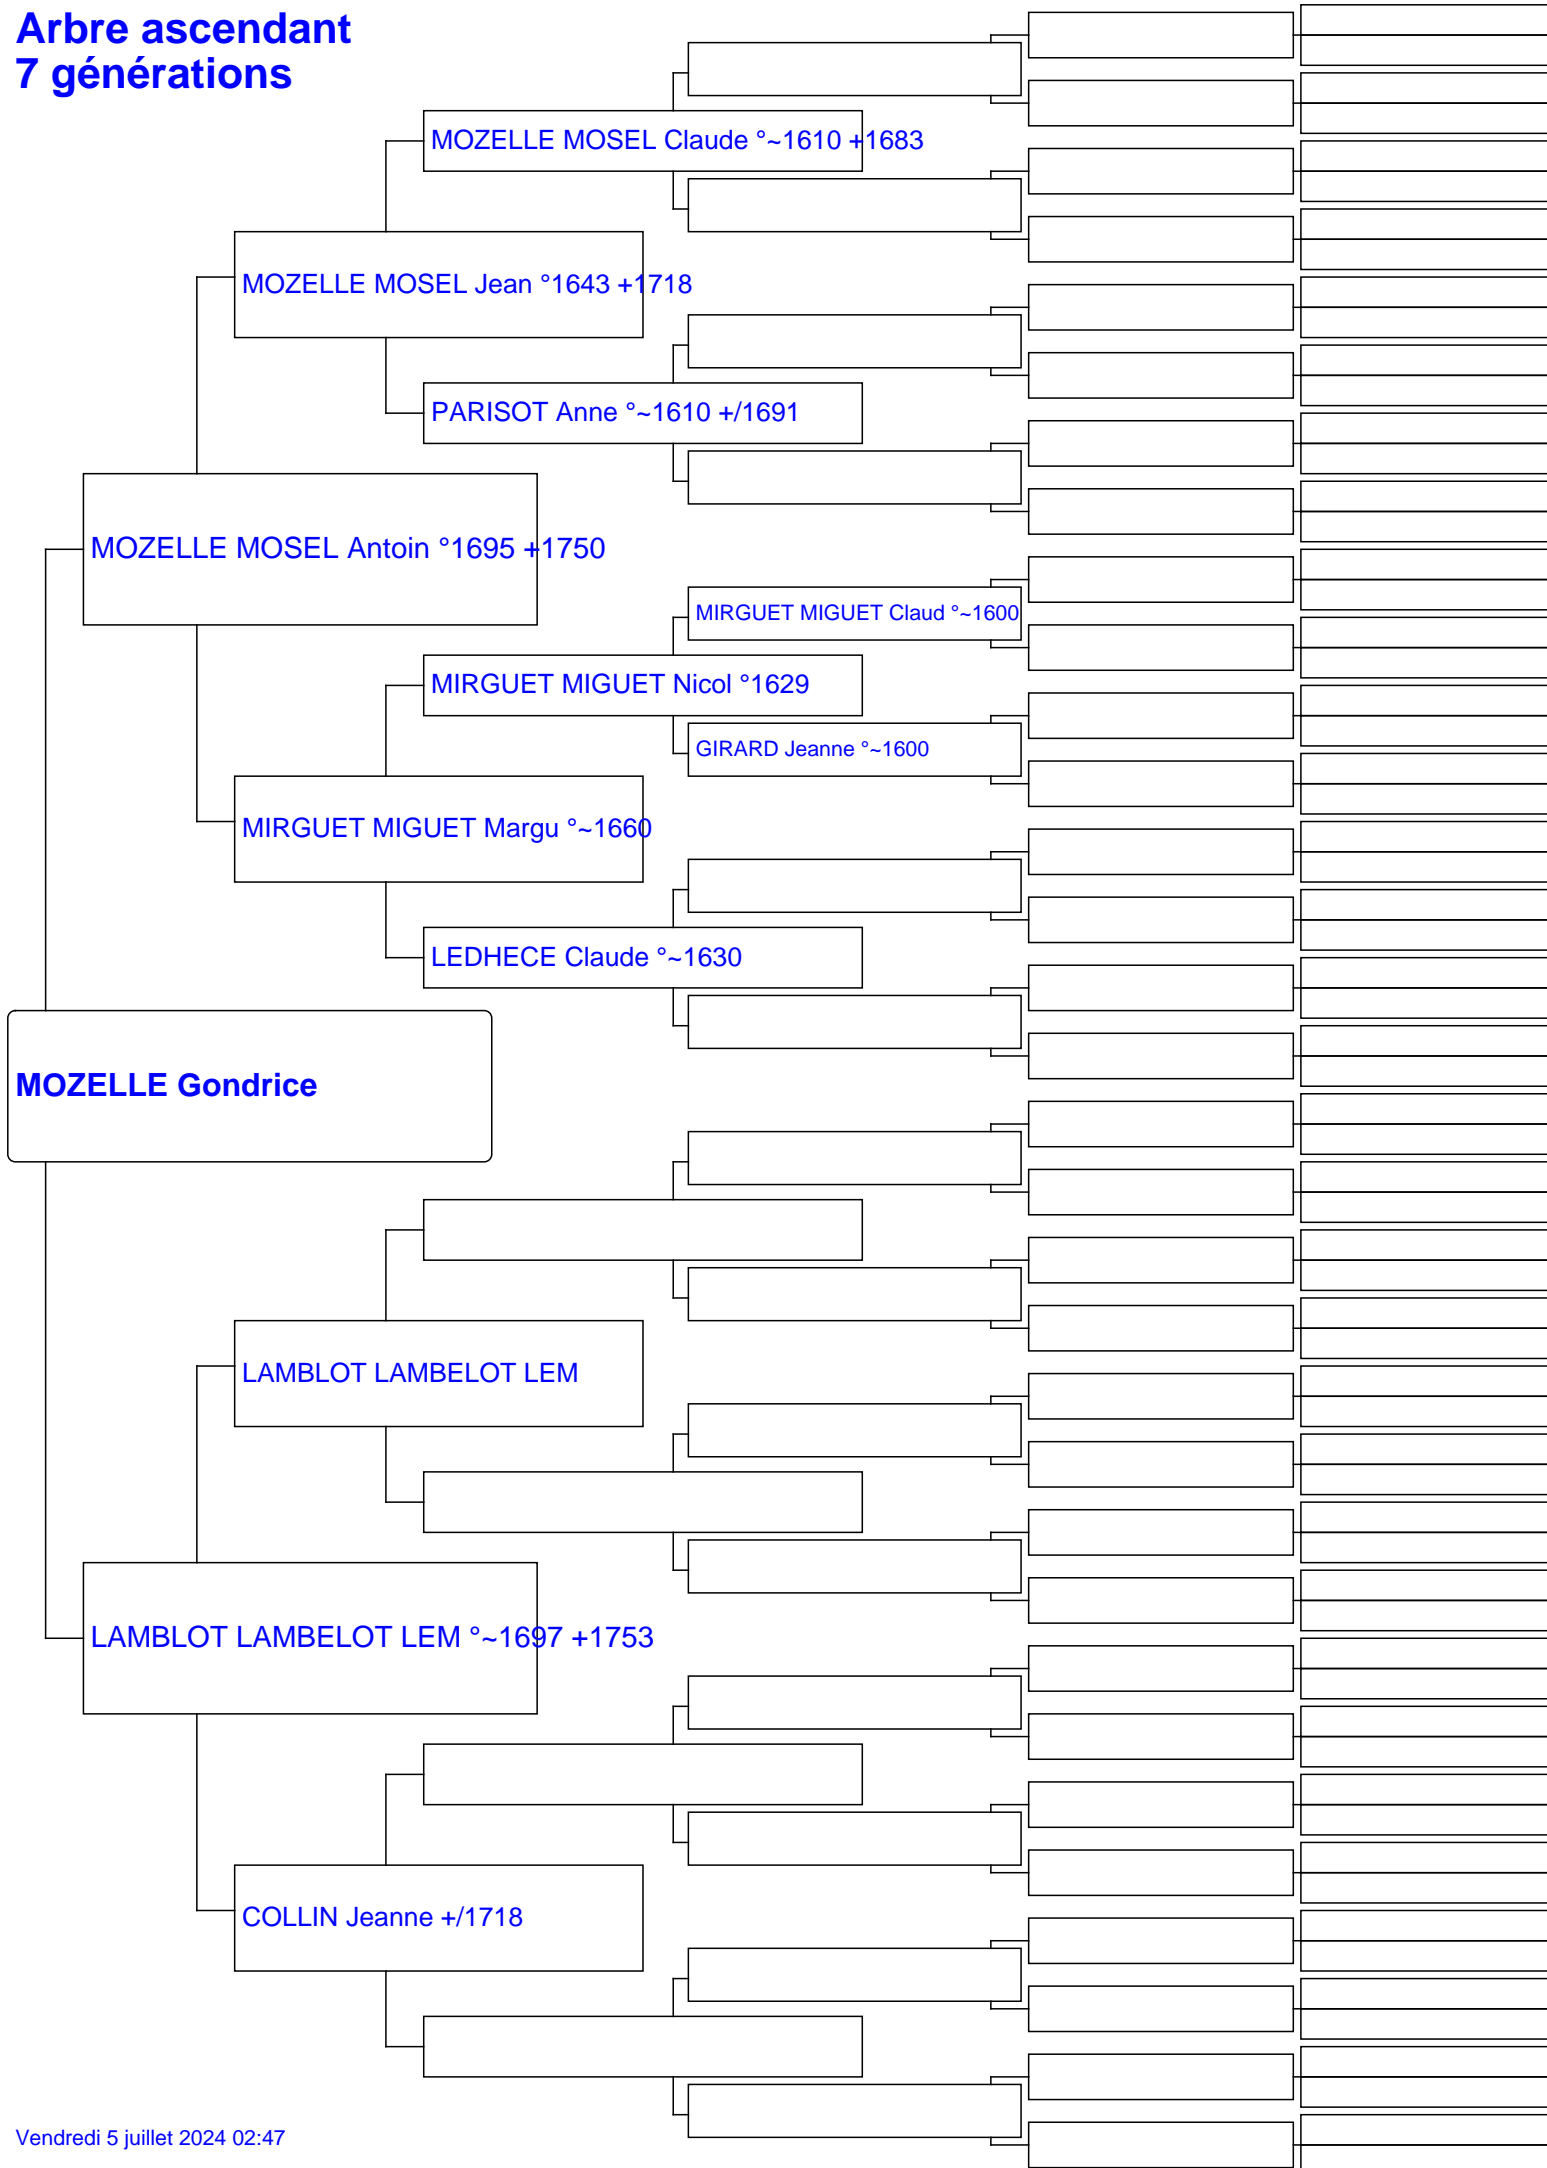 Arbre ascendant
7 générations
MOZELLE MOSEL Claude °~1610 +1683
MOZELLE MOSEL Jean °1643 +1718
PARISOT Anne °~1610 +/1691
MOZELLE MOSEL Antoin °1695 +1750
MIRGUET MIGUET Claud °~1600
MIRGUET MIGUET Nicol °1629
GIRARD Jeanne °~1600
MIRGUET MIGUET Margu °~1660
LEDHECE Claude °~1630
MOZELLE Gondrice
LAMBLOT LAMBELOT LEM
LAMBLOT LAMBELOT LEM °~1697 +1753
COLLIN Jeanne +/1718
Vendredi 5 juillet 2024 02:47